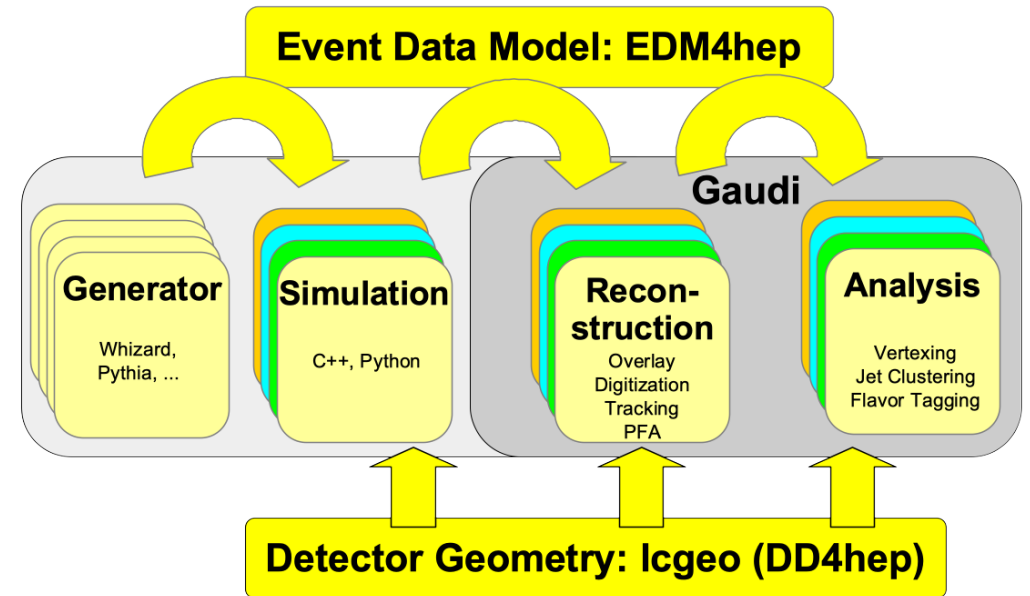 Event Data Model: EDM4hep
Gaudi
Generator
Whizard,
Pythia, ...
Simulation
C++, Python
Recon-
struction
Overlay
Digitization
Tracking
PFA
Analysis
Vertexing
Jet Clustering
Flavor Tagging
Detector Geometry: lcgeo (DD4hep)